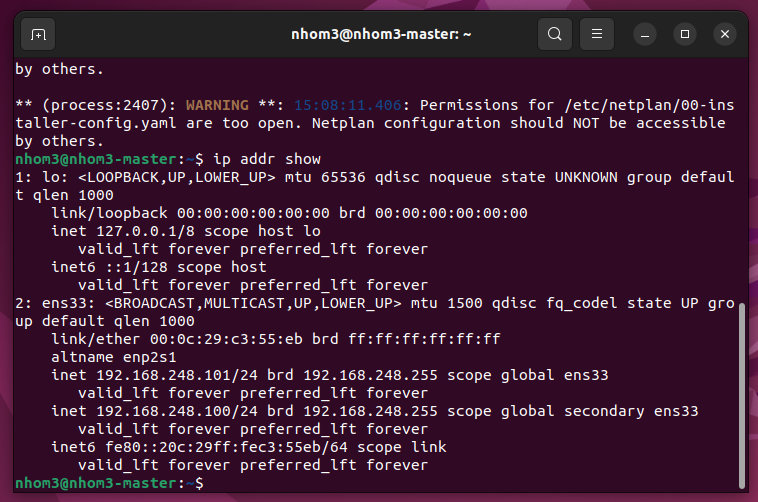 nhom3@nhom3-master: ~
by others.
** (process:2407): WARNING **: 15:08:11.406: Permissions for /etc/netplan/00-ins
taller-config.yaml are too open. Netplan configuration should NOT be accessible
by others.
nhom3@nhom3-master:~$ ip addr show
1: lo: <LOOPBACK,UP,LOWER_UP> mtu 65536 qdisc noqueue state UNKNOWN group defaul
t qlen 1000
    link/loopback 00:00:00:00:00:00 brd 00:00:00:00:00:00
    inet 127.0.0.1/8 scope host lo
       valid_lft forever preferred_lft forever
    inet6 ::1/128 scope host
       valid_lft forever preferred_lft forever
2: ens33: <BROADCAST,MULTICAST,UP,LOWER_UP> mtu 1500 qdisc fq_codel state UP gro
up default qlen 1000
    link/ether 00:0c:29:c3:55:eb brd ff:ff:ff:ff:ff:ff
    altname enp2s1
    inet 192.168.248.101/24 brd 192.168.248.255 scope global ens33
       valid_lft forever preferred_lft forever
    inet 192.168.248.100/24 brd 192.168.248.255 scope global secondary ens33
       valid_lft forever preferred_lft forever
    inet6 fe80::20c:29ff:fec3:55eb/64 scope link
       valid_lft forever preferred_lft forever
nhom3@nhom3-master:~$